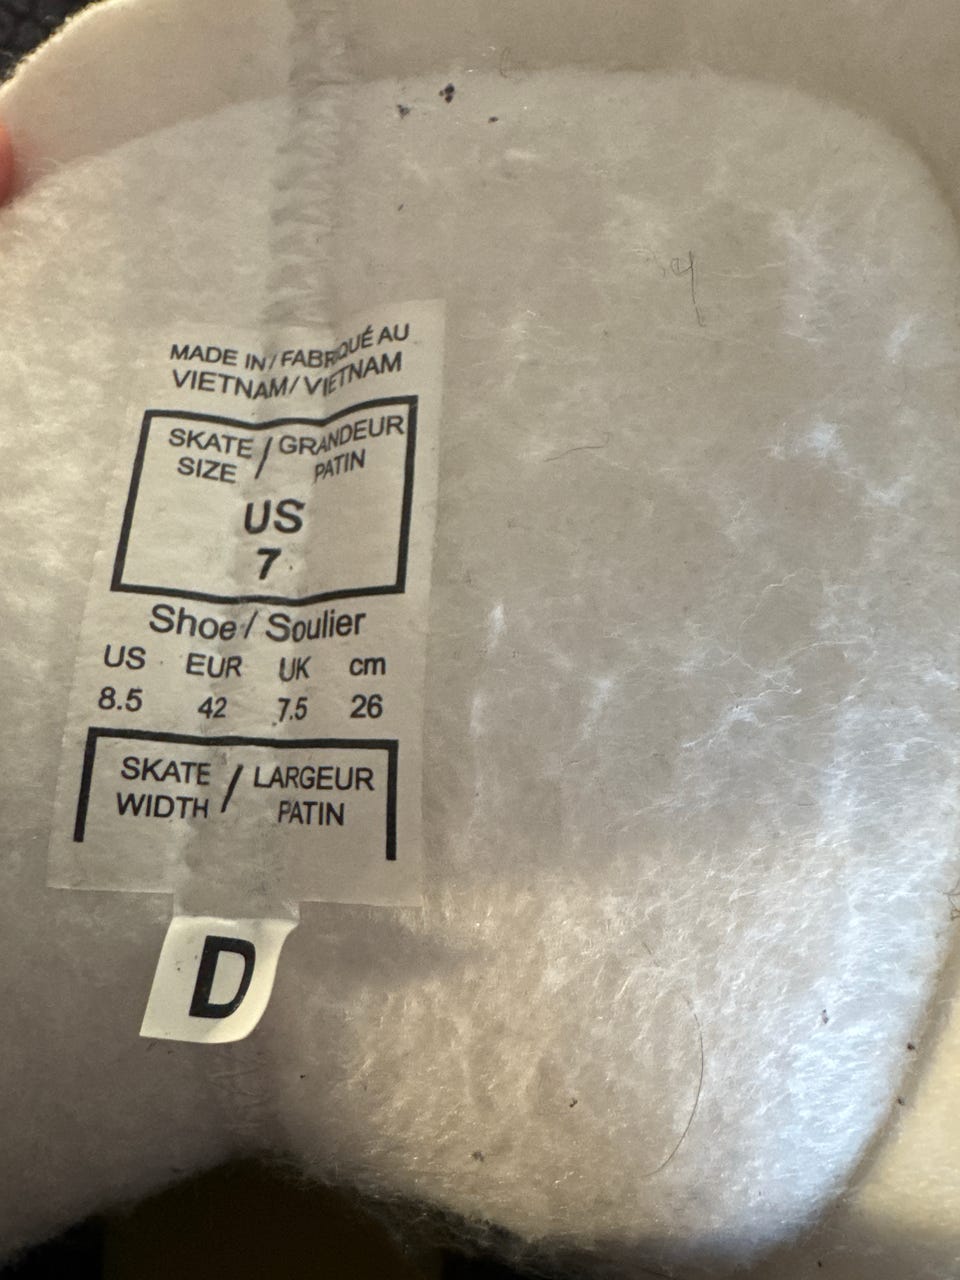 MADE IN / FABRIQUÉ AU
VIETNAM / VIETNAM
SKATE / GRANDEUR
SIZE PATIN
US
7
Shoe / Soulier
US EUR UK cm
8.5 42 7.5 26
SKATE / LARGEUR
WIDTH PATIN
D